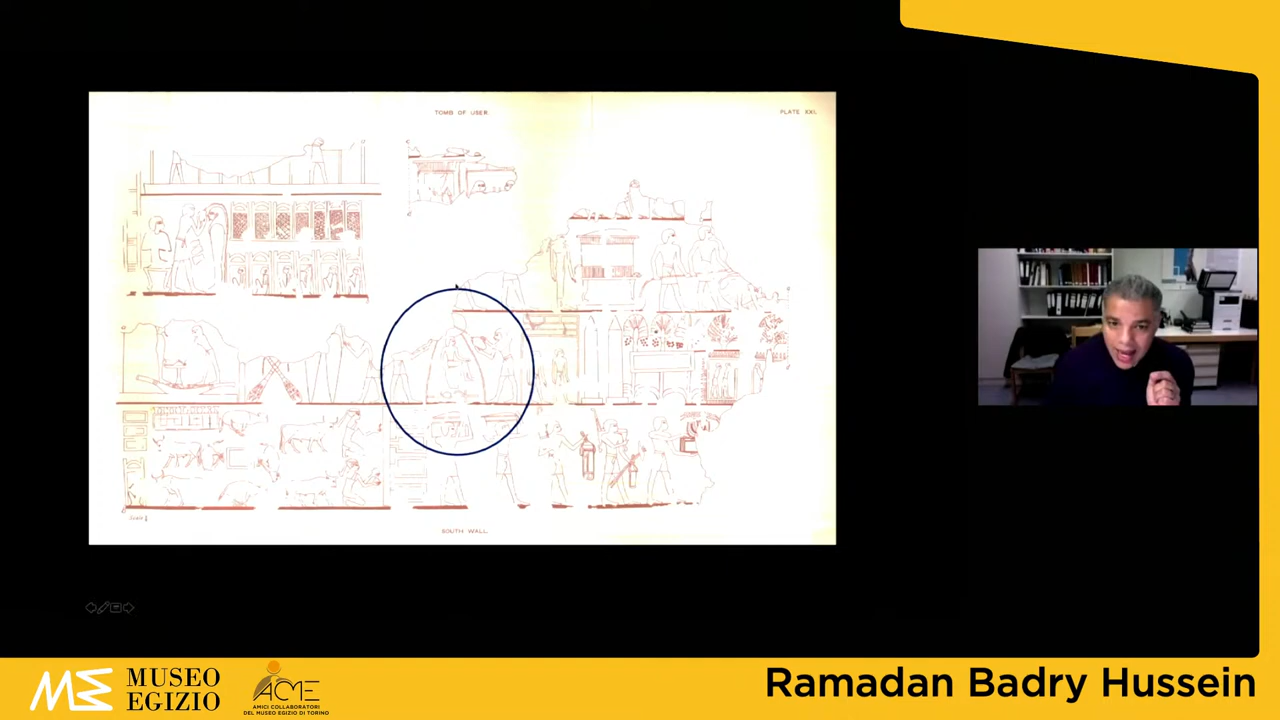 TOMB OF USER.
PLATE XXI.
SOUTH WALL.
MUSEO
EGIZIO
ACME
AMICI COLLABORATORI
DEL MUSEO EGIZIO DI TORINO
Ramadan Badry Hussein